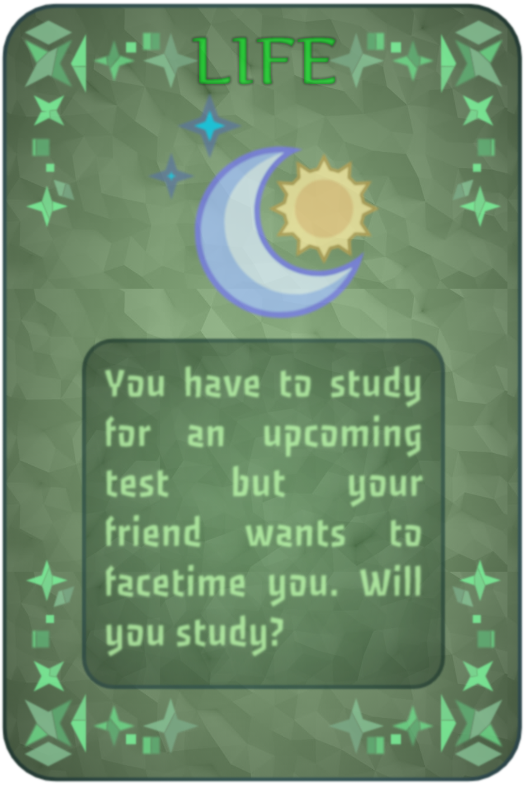 LIFE
You have to study
for an upcoming
test but your
friend wants to
facetime you. Will
you study?